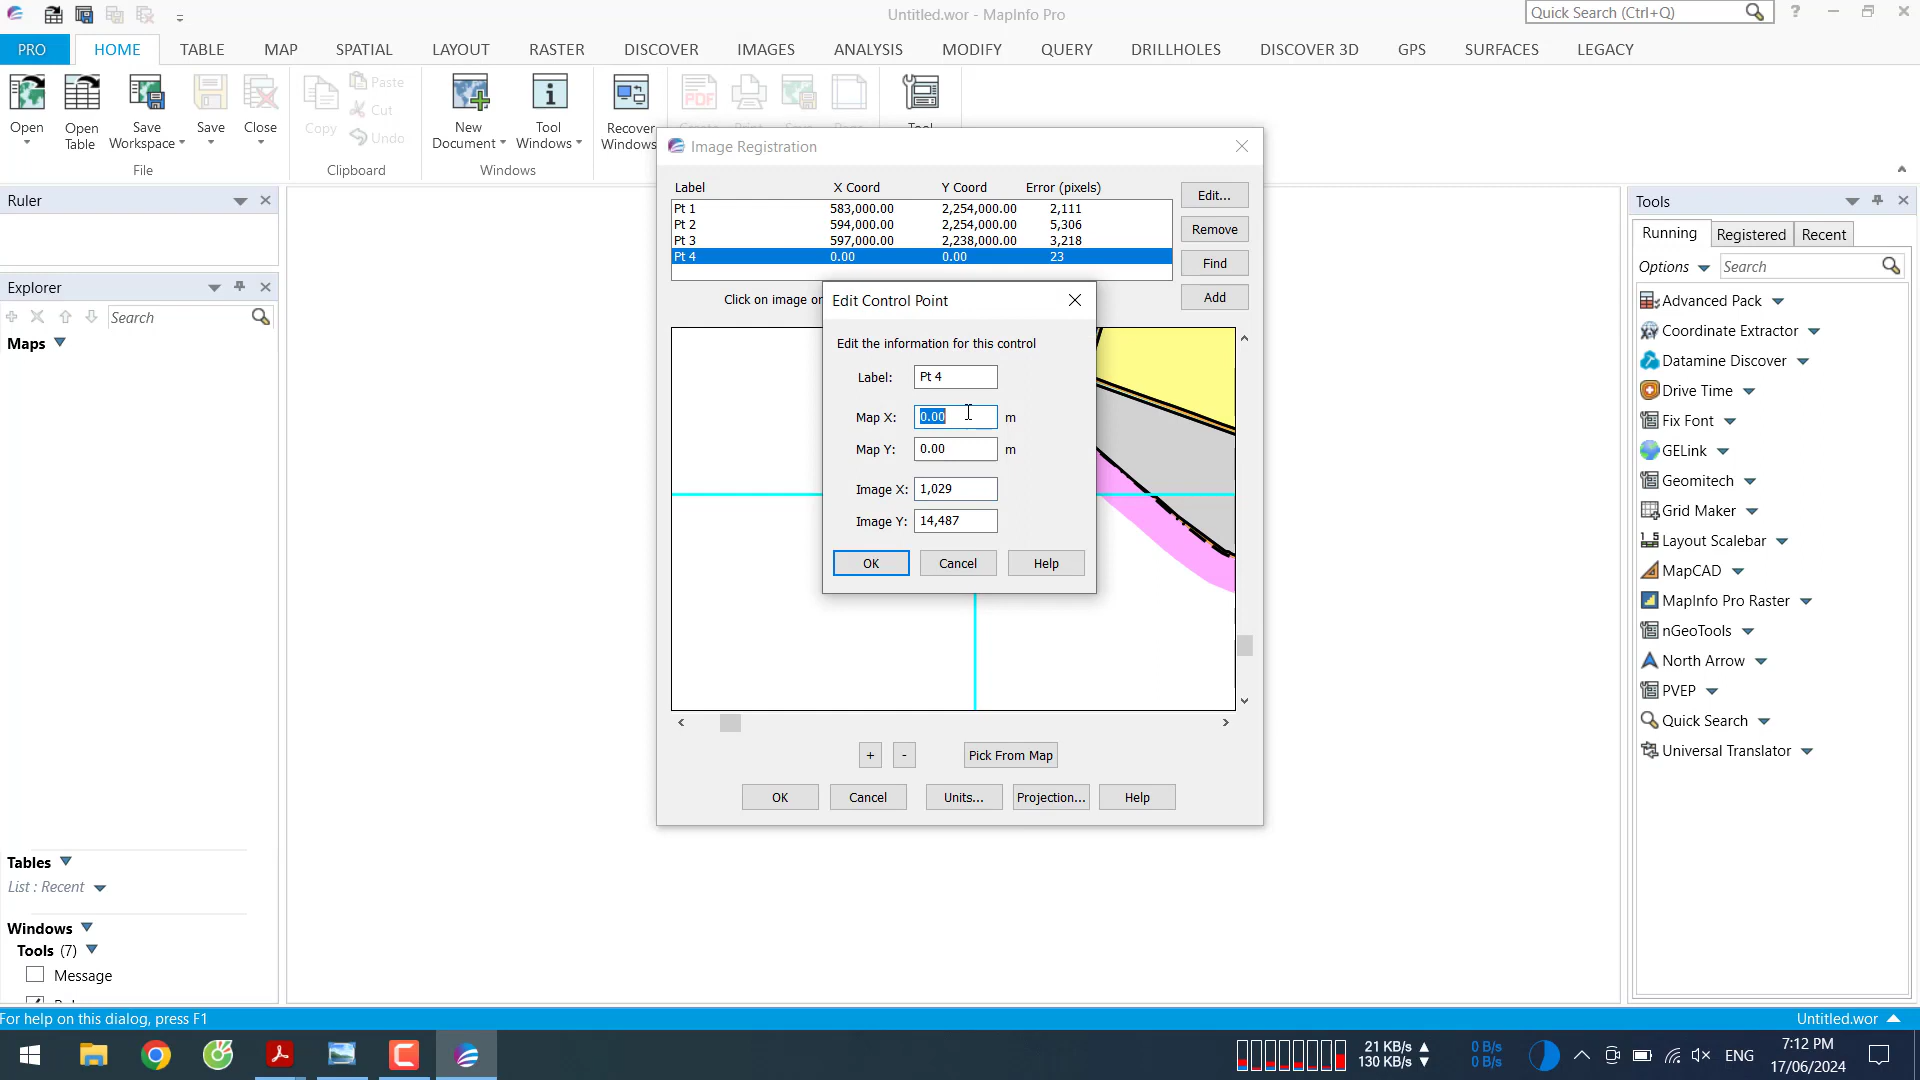 Untitled.wor - MapInfo Pro
Quick Search (Ctrl+Q)
PRO HOME TABLE MAP SPATIAL LAYOUT RASTER DISCOVER IMAGES ANALYSIS MODIFY QUERY DRILLHOLES DISCOVER 3D GPS SURFACES LEGACY
Open
Open Table
Save Workspace
Save
Close
File
Copy
Paste
Cut
Undo
Clipboard
New Document
Tool Windows
Recover Windows
Windows
PDF
Ruler
Explorer
Search
Maps
Tables
List : Recent
Windows
Tools (7)
Message
Image Registration
Label X Coord Y Coord Error (pixels)
Pt 1 583,000.00 2,254,000.00 2,111
Pt 2 594,000.00 2,254,000.00 5,306
Pt 3 597,000.00 2,238,000.00 3,218
Pt 4 0.00 0.00 23
Edit...
Remove
Find
Add
Click on image or
Edit Control Point
Edit the information for this control
Label: Pt 4
Map X: 0.00 m
Map Y: 0.00 m
Image X: 1,029
Image Y: 14,487
OK Cancel Help
+ - Pick From Map
OK Cancel Units... Projection... Help
Tools
Running Registered Recent
Options Search
Advanced Pack
Coordinate Extractor
Datamine Discover
Drive Time
Fix Font
GELink
Geomitech
Grid Maker
Layout Scalebar
MapCAD
MapInfo Pro Raster
nGeoTools
North Arrow
PVEP
Quick Search
Universal Translator
For help on this dialog, press F1
Untitled.wor
21 KB/s
130 KB/s
0 B/s
0 B/s
ENG
7:12 PM
17/06/2024